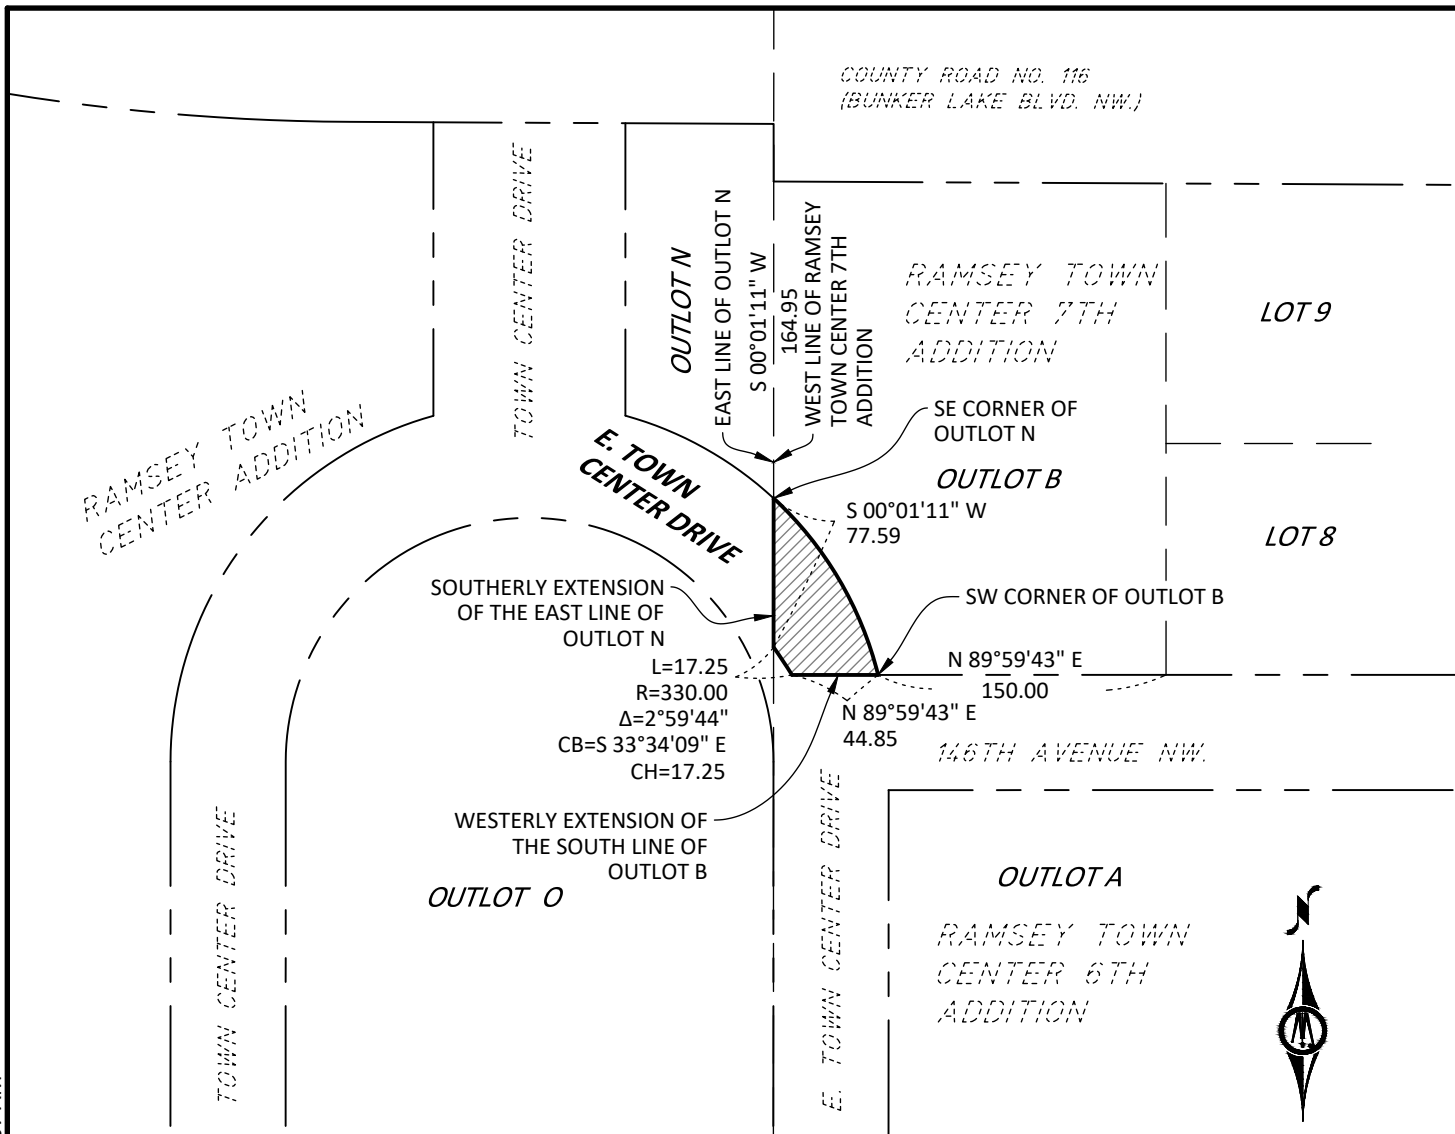 COUNTY ROAD NO. 116
(BUNKER LAKE BLVD. NW.)
TOWN CENTER DRIVE
OUTLOT N
EAST LINE OF OUTLOT N
S 00°01'11" W
164.95
WEST LINE OF RAMSEY
TOWN CENTER 7TH
ADDITION
RAMSEY TOWN
CENTER 7TH
ADDITION
LOT 9
RAMSEY TOWN
CENTER ADDITION
E. TOWN
CENTER DRIVE
SE CORNER OF
OUTLOT N
OUTLOT B
S 00°01'11" W
77.59
LOT 8
SOUTHERLY EXTENSION
OF THE EAST LINE OF
OUTLOT N
SW CORNER OF OUTLOT B
L=17.25
R=330.00
Δ=2°59'44"
CB=S 33°34'09" E
CH=17.25
N 89°59'43" E
150.00
N 89°59'43" E
44.85
146TH AVENUE NW.
WESTERLY EXTENSION OF
THE SOUTH LINE OF
OUTLOT B
TOWN CENTER DRIVE
OUTLOT O
E. TOWN CENTER DRIVE
OUTLOT A
RAMSEY TOWN
CENTER 6TH
ADDITION
N